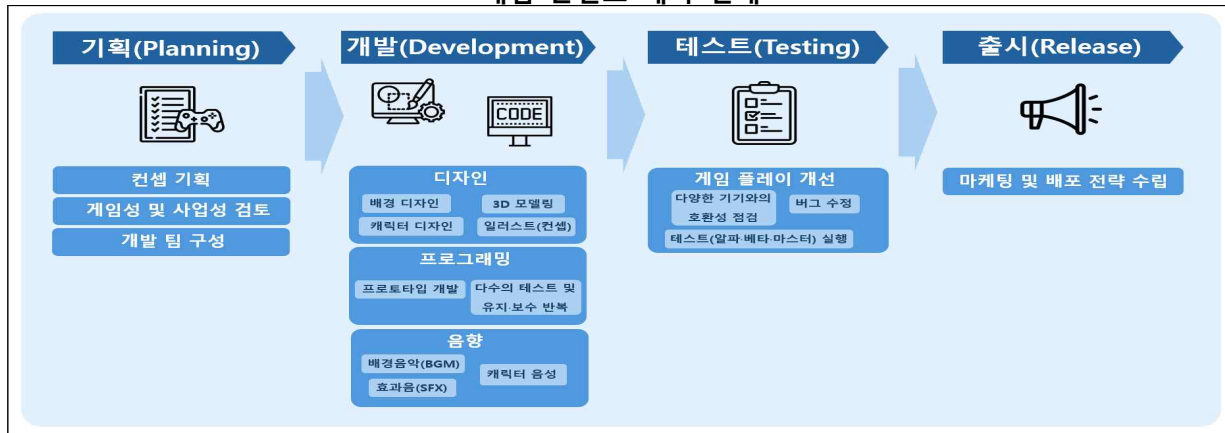 기획(Planning)
컨셉 기획
게임성 및 사업성 검토
개발 팀 구성
개발(Development)
CODE
디자인
배경 디자인
3D 모델링
캐릭터 디자인
일러스트(컨셉)
프로그래밍
프로토타입 개발
다수의 테스트 및
유지·보수 반복
음향
배경음악(BGM)
캐릭터 음성
효과음(SFX)
테스트(Testing)
게임 플레이 개선
다양한 기기와의
호환성 점검
버그 수정
테스트(알파·베타·마스터) 실행
출시(Release)
마케팅 및 배포 전략 수립